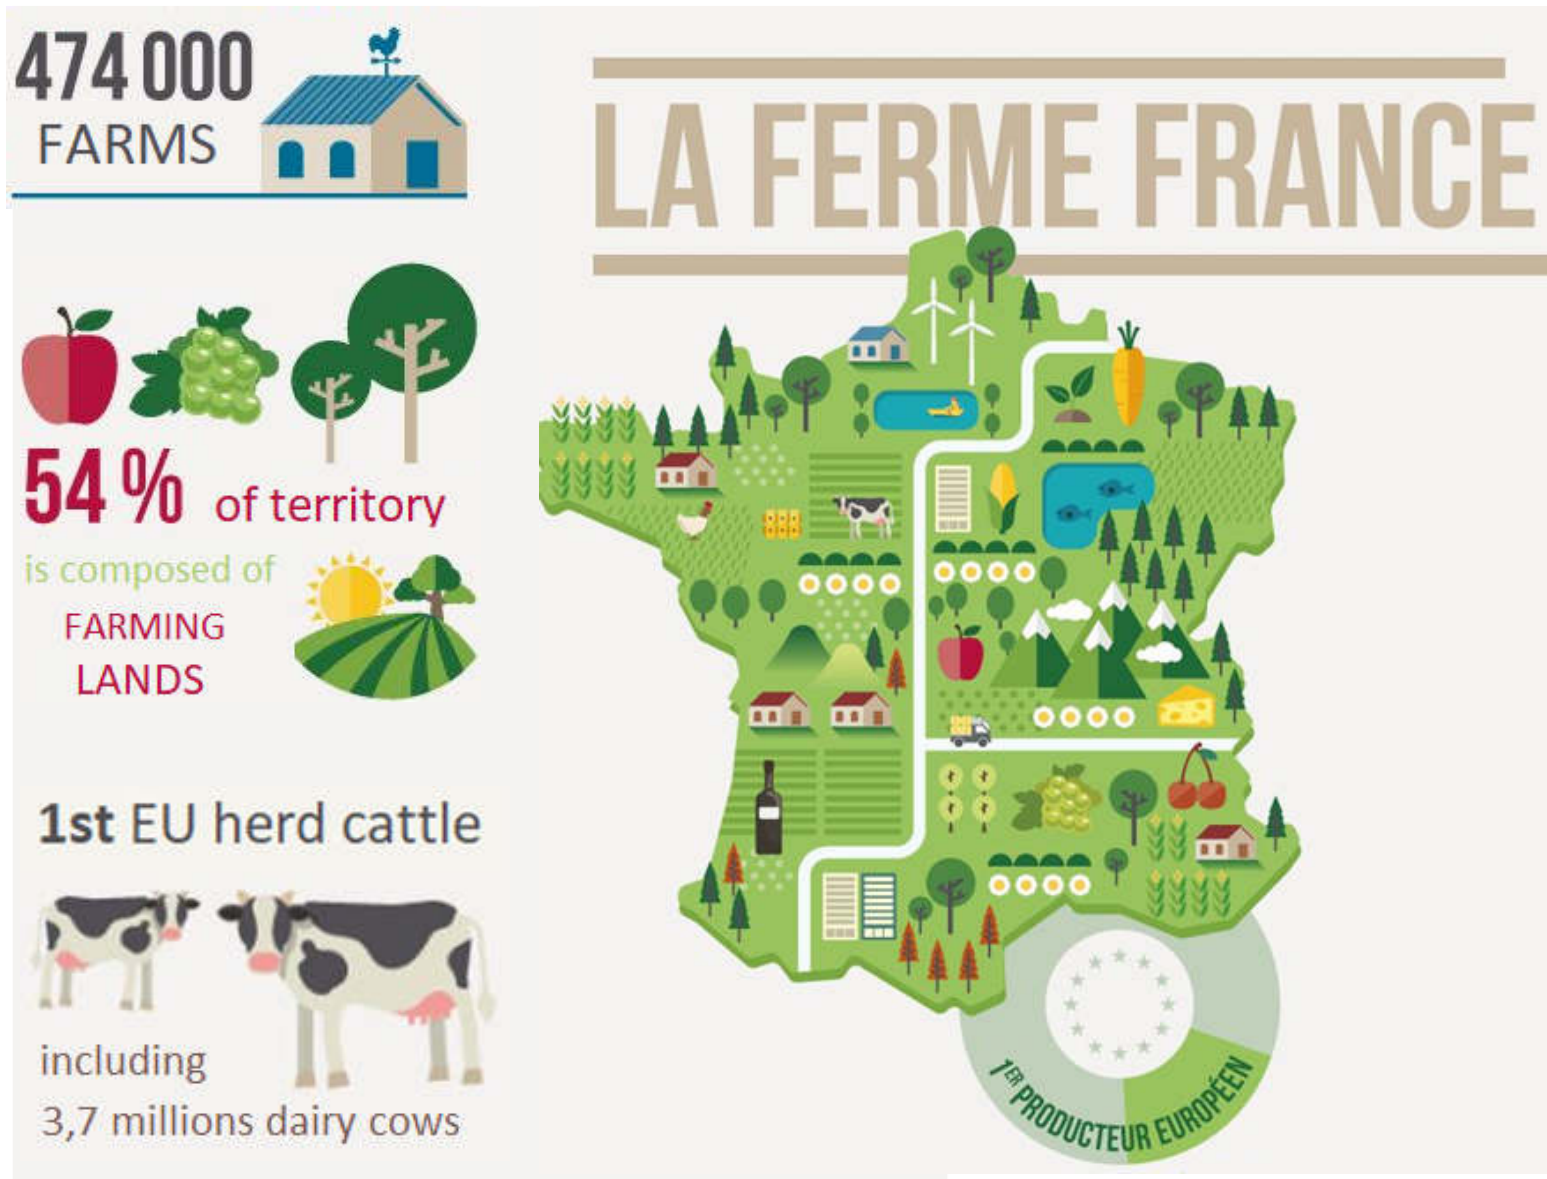 474 000
FARMS
54 % of territory
is composed of
FARMING
LANDS
1st EU herd cattle
including
3,7 millions dairy cows
LA FERME FRANCE
1ER PRODUCTEUR EUROPÉEN